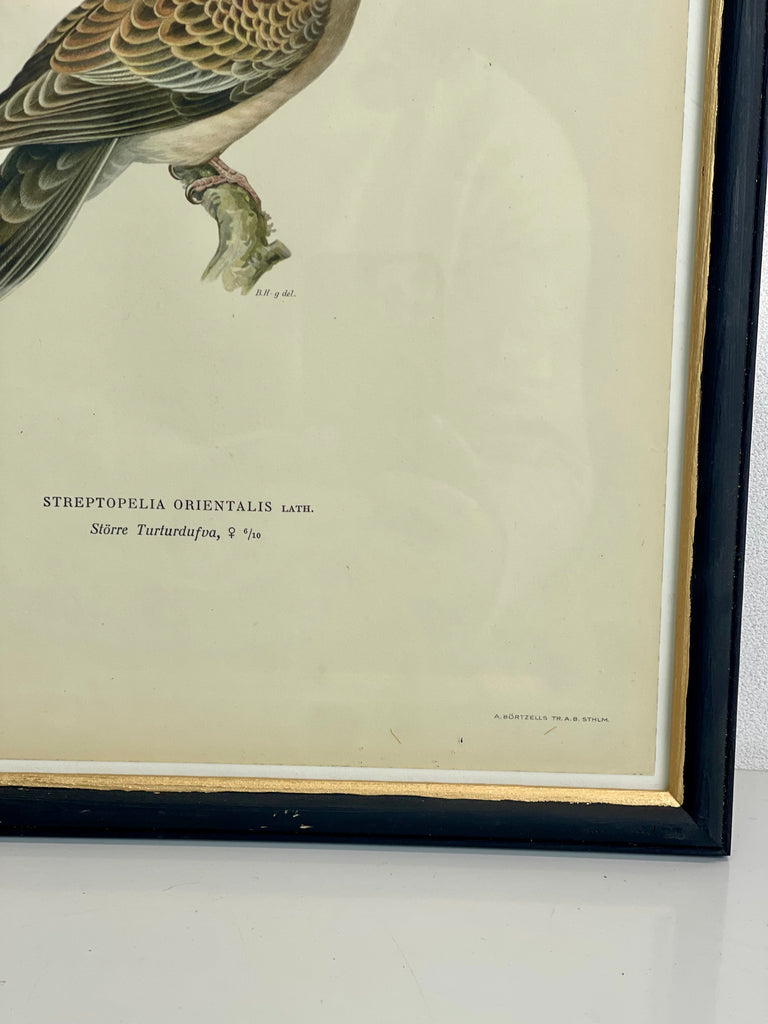 B.H-g del.
STREPTOPELIA ORIENTALIS LATH.
Större Turturdufva, ♀ 6/10
A. BÖRTZELLS TR. A.B. STHLM.